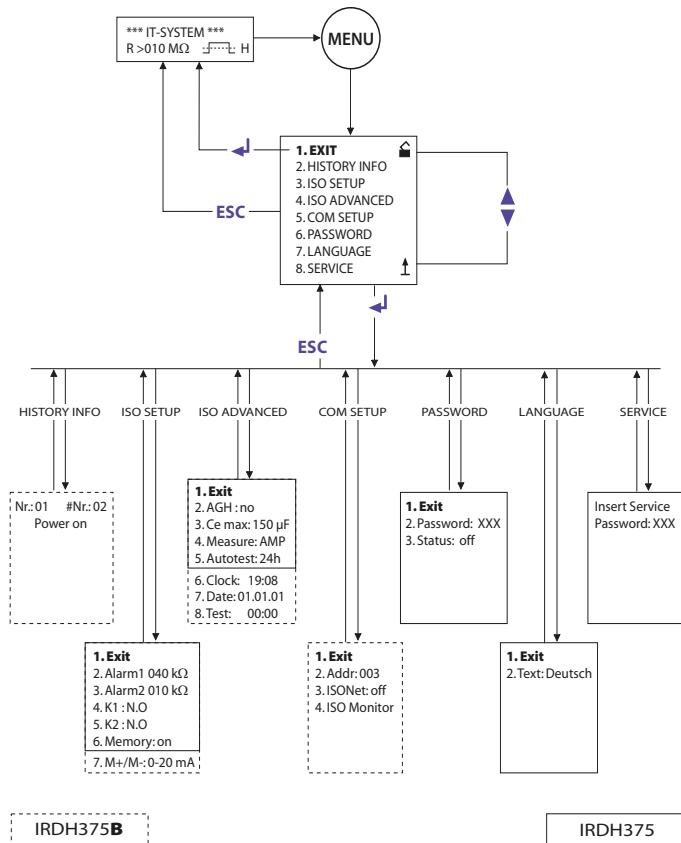 *** IT-SYSTEM ***
R >010 MΩ H
MENU
1. EXIT
2. HISTORY INFO
3. ISO SETUP
4. ISO ADVANCED
5. COM SETUP
6. PASSWORD
7. LANGUAGE
8. SERVICE
ESC
ESC
HISTORY INFO ISO SETUP ISO ADVANCED COM SETUP PASSWORD LANGUAGE SERVICE
Nr.: 01 #Nr.: 02
Power on
1. Exit
2. AGH : no
3. Ce max: 150 µF
4. Measure: AMP
5. Autotest: 24h
6. Clock: 19:08
7. Date: 01.01.01
8. Test: 00:00
1. Exit
2. Password: XXX
3. Status: off
Insert Service
Password: XXX
1. Exit
2. Alarm1 040 kΩ
3. Alarm2 010 kΩ
4. K1 : N.O
5. K2 : N.O
6. Memory: on
7. M+/M-: 0-20 mA
1. Exit
2. Addr: 003
3. ISONet: off
4. ISO Monitor
1. Exit
2. Text: Deutsch
IRDH375B
IRDH375